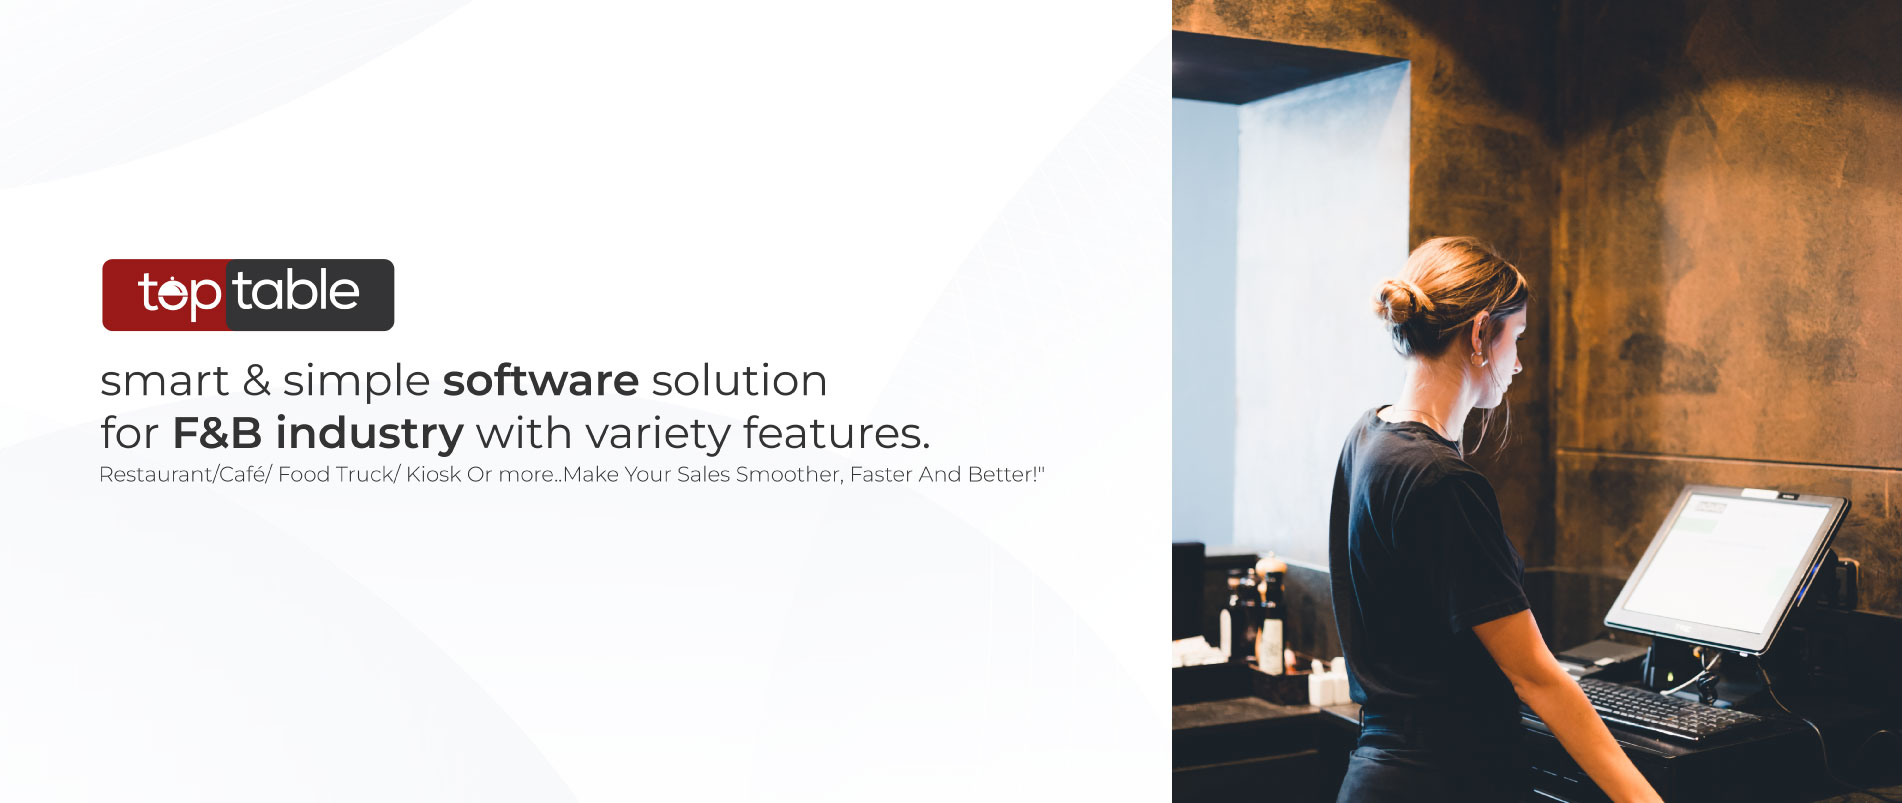 top table
smart & simple software solution
for F&B industry with variety features.
Restaurant/Café/ Food Truck/ Kiosk Or more..Make Your Sales Smoother, Faster And Better!"